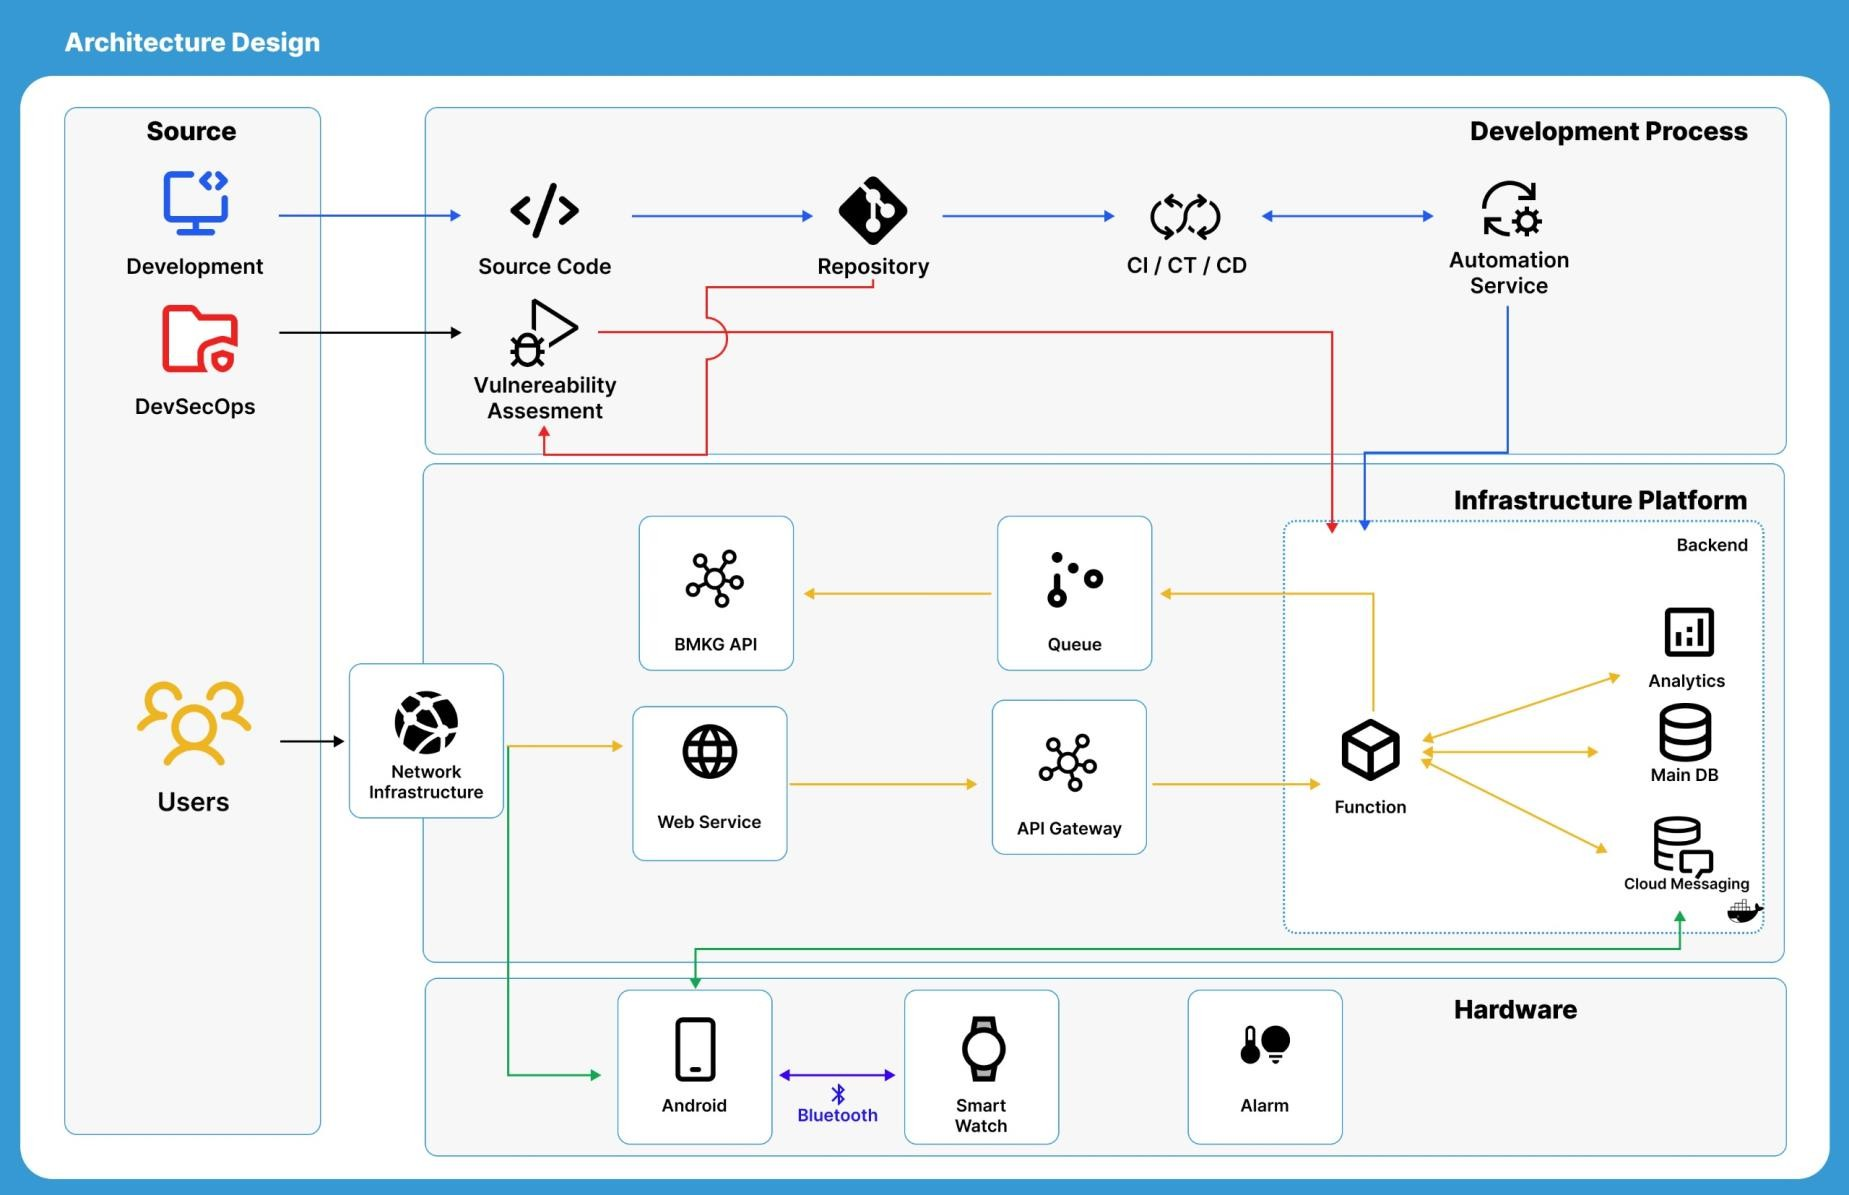 Architecture Design
Source
Development
DevSecOps
Users
Development Process
Source Code
Repository
CI / CT / CD
Automation
Service
Vulnereability
Assesment
Infrastructure Platform
Backend
BMKG API
Queue
Analytics
Network
Infrastructure
Web Service
API Gateway
Function
Main DB
Cloud Messaging
Hardware
Android
Bluetooth
Smart
Watch
Alarm